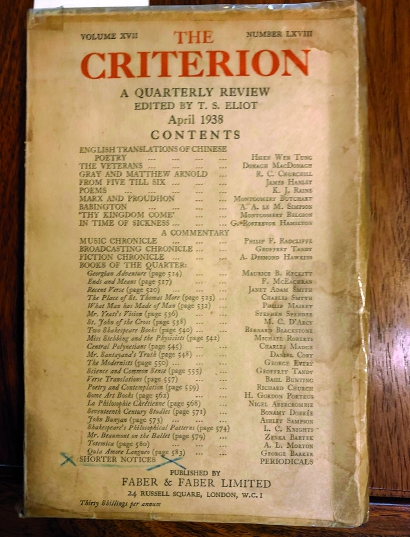 VOLUME XVII THE NUMBER LXVIII
CRITERION
A QUARTERLY REVIEW
EDITED BY T. S. ELIOT
April 1938
CONTENTS
ENGLISH TRANSLATIONS OF CHINESE
POETRY ... ... ... ... HSIEH WEN TUNG
THE VETERANS ... ... ... DONAGH MACDONAGH
GRAY AND MATTHEW ARNOLD ... R. C. CHURCHILL
FROM FIVE TILL SIX ... ... ... JAMES HANLEY
POEMS ... ... ... ... K. J. RAINE
MARX AND PROUDHON ... MONTGOMERY BUTCHART
BABINGTON ... ... ... A. A. LE M. SIMPSON
'THY KINGDOM COME' ... ... MONTGOMERY BELGION
IN TIME OF SICKNESS ... ... G. ROSTREVOR HAMILTON
A COMMENTARY
MUSIC CHRONICLE ... ... ... PHILIP F. RADCLIFFE
BROADCASTING CHRONICLE ... ... GEOFFREY TANDY
FICTION CHRONICLE ... ... A. DESMOND HAWKINS
BOOKS OF THE QUARTER:
Georgian Adventure (page 514) ... ... MAURICE B. RECKITT
Ends and Means (page 517) ... ... F. MCEACHRAN
Recent Verse (page 520) ... ... JANET ADAM SMITH
The Place of St. Thomas More (page 523) ... CHARLES SMYTH
What Man has Made of Man (page 532) ... PHILIP MAIRET
Mr. Yeats's Vision (page 536) ... STEPHEN SPENDER
St. John of the Cross (page 538) ... M. C. D'ARCY
Two Shakespeare Books (page 540) ... BERNARD BLACKSTONE
Miss Stebbing and the Physicists (page 542) ... MICHAEL ROBERTS
Central Polynesians (page 545) ... CHARLES MADGE
Mr. Santayana's Truth (page 548) ... DANIEL CORY
The Modernists (page 550) ... GEORGE EVERY
Science and Common Sense (page 555) ... GEOFFREY TANDY
Verse Translations (page 557) ... BASIL BUNTING
Poetry and Contemplation (page 559) ... RICHARD CHURCH
Some Art Books (page 562) ... H. GORDON PORTEUS
La Philosophie Chrétienne (page 568) ... NIGEL ABERCROMBIE
Seventeenth Century Studies (page 571) ... BONAMY DOBRÉE
John Bunyan (page 573) ... ASHLEY SAMPSON
Shakespeare's Philosophical Patterns (page 574) L. C. KNIGHTS
Mr. Beaumont on the Ballet (page 579) ...
Totemica (page 580) ... A. L. MORTON
Quia Amore Langueo (page 583) ... GEORGE BARKER
SHORTER NOTICES PERIODICALS
PUBLISHED BY
FABER & FABER LIMITED
24 RUSSELL SQUARE, LONDON, W.C.1
Thirty Shillings per annum